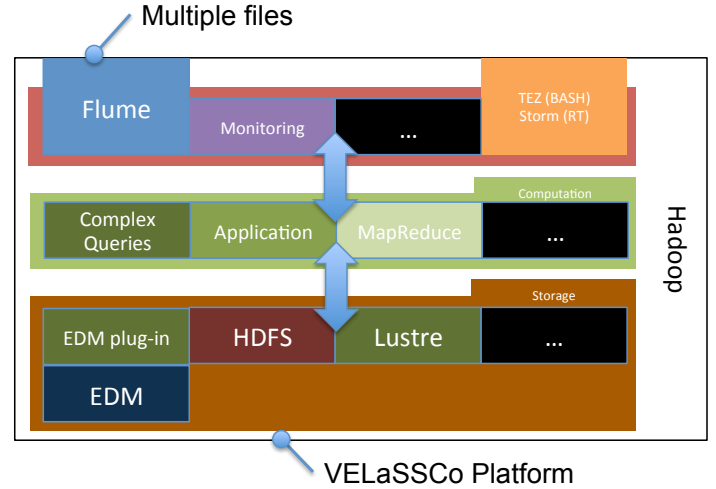 Multiple files
Flume
Monitoring
...
TEZ (BASH)
Storm (RT)
Computation
Complex
Queries
Application
MapReduce
...
Storage
EDM plug-in
HDFS
Lustre
...
EDM
Hadoop
VELaSSCo Platform